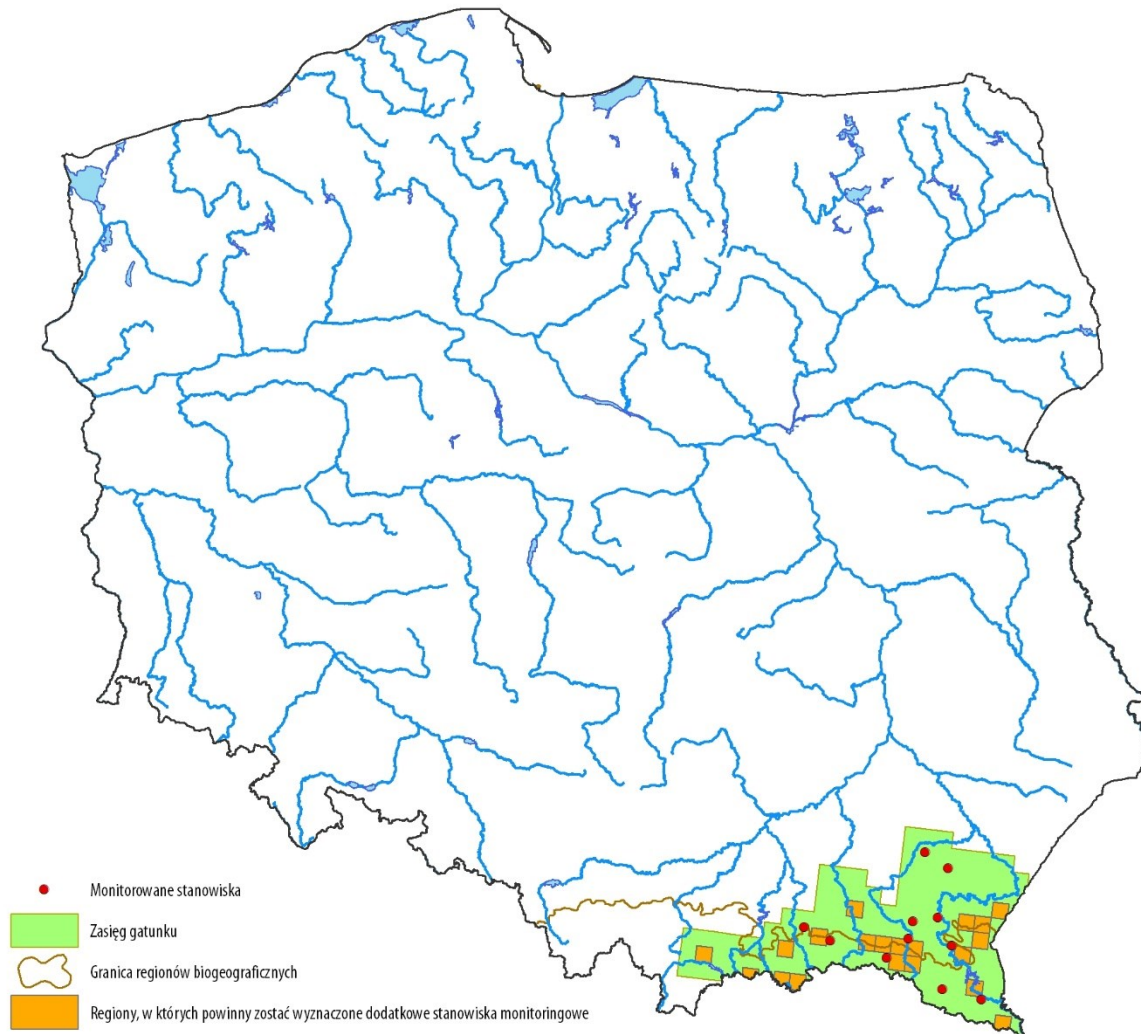 Monitorowane stanowiska
Zasięg gatunku
Granica regionów biogeograficznych
Regiony, w których powinny zostać wyznaczone dodatkowe stanowiska monitoringowe